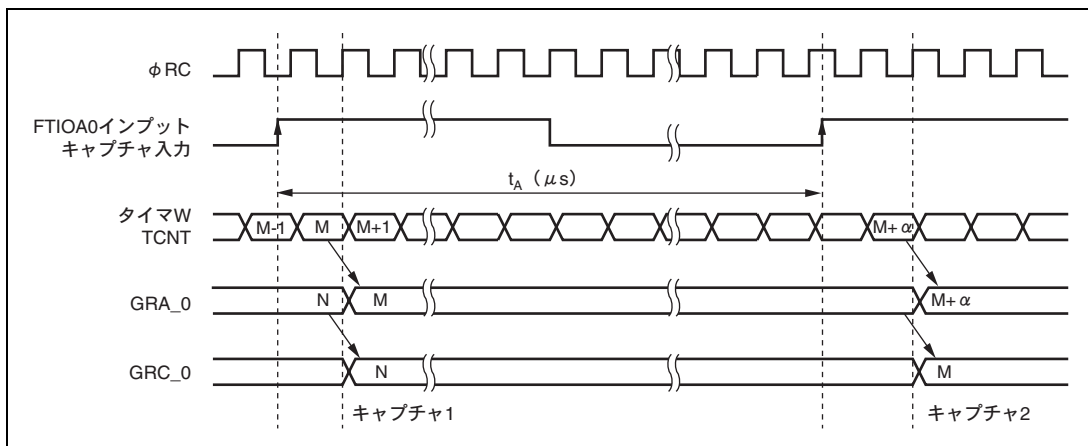 φRC
FTIOA0インプット
キャプチャ入力
tA（μs）
タイマW
TCNT
M-1
M
M+1
M+α
GRA_0
N
M
M+α
GRC_0
N
M
キャプチャ1
キャプチャ2